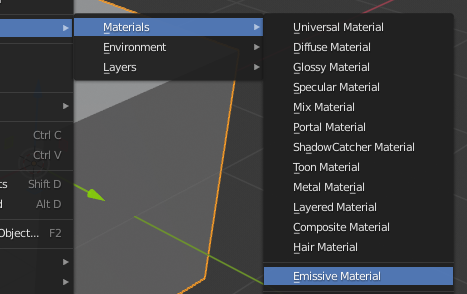 Materials
Environment
Layers
Ctrl C
Ctrl V
Shift D
Alt D
Object... F2
Universal Material
Diffuse Material
Glossy Material
Specular Material
Mix Material
Portal Material
ShadowCatcher Material
Toon Material
Metal Material
Layered Material
Composite Material
Hair Material
Emissive Material